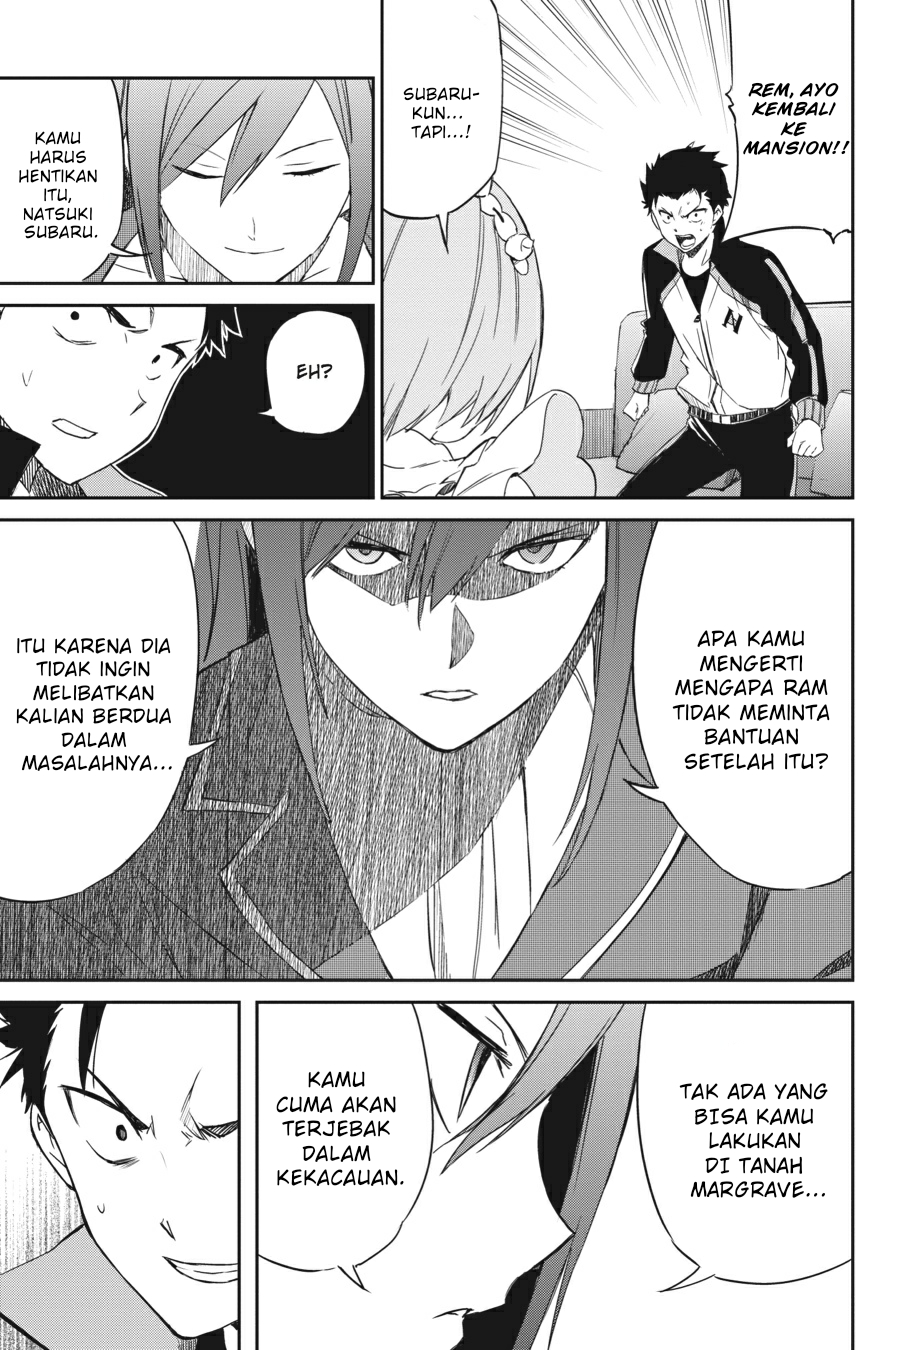 REM, AYO
KEMBALI
KE
MANSION!!
SUBARU-
KUN...
TAPI...!
KAMU
HARUS
HENTIKAN
ITU,
NATSUKI
SUBARU.
EH?
APA KAMU
MENGERTI
MENGAPA RAM
TIDAK MEMINTA
BANTUAN
SETELAH ITU?
ITU KARENA DIA
TIDAK INGIN
MELIBATKAN
KALIAN BERDUA
DALAM
MASALAHNYA...
TAK ADA YANG
BISA KAMU
LAKUKAN
DI TANAH
MARGRAVE...
KAMU
CUMA AKAN
TERJEBAK
DALAM
KEKACAUAN.